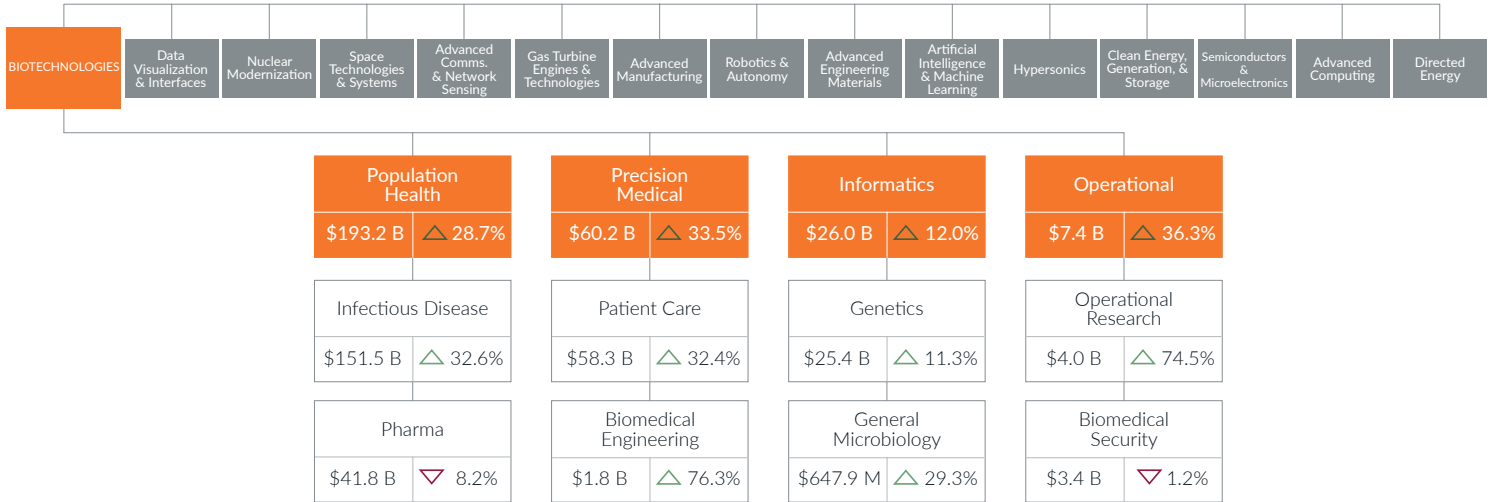 BIOTECHNOLOGIES
Data
Visualization
& Interfaces
Nuclear
Modernization
Space
Technologies
& Systems
Advanced
Comms.
& Network
Sensing
Gas Turbine
Engines &
Technologies
Advanced
Manufacturing
Robotics &
Autonomy
Advanced
Engineering
Materials
Artificial
Intelligence
& Machine
Learning
Hypersonics
Clean Energy,
Generation, &
Storage
Semiconductors
&
Microelectronics
Advanced
Computing
Directed
Energy
Population
Health
$193.2 B
28.7%
Precision
Medical
$60.2 B
33.5%
Informatics
$26.0 B
12.0%
Operational
$7.4 B
36.3%
Infectious Disease
$151.5 B
32.6%
Patient Care
$58.3 B
32.4%
Genetics
$25.4 B
11.3%
Operational
Research
$4.0 B
74.5%
Pharma
$41.8 B
8.2%
Biomedical
Engineering
$1.8 B
76.3%
General
Microbiology
$647.9 M
29.3%
Biomedical
Security
$3.4 B
1.2%